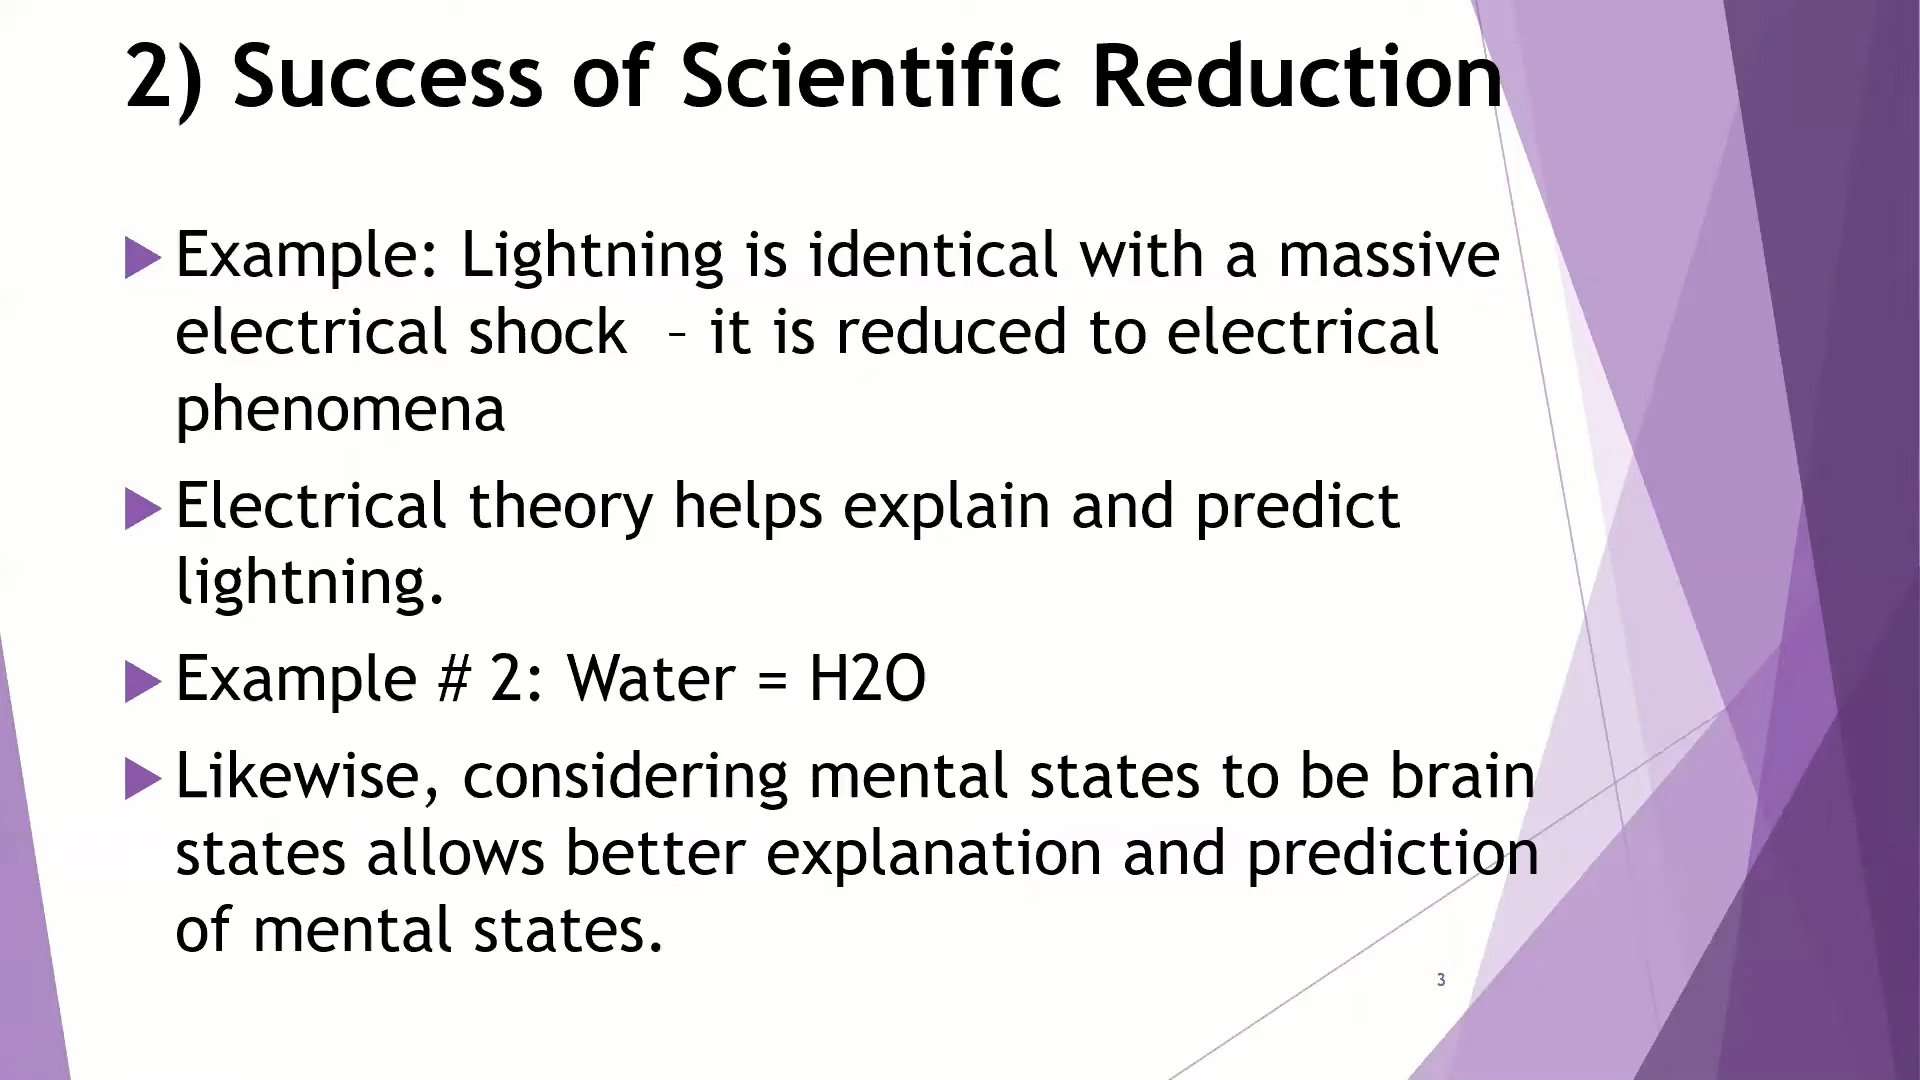 2) Success of Scientific Reduction
Example: Lightning is identical with a massive
electrical shock – it is reduced to electrical
phenomena
Electrical theory helps explain and predict
lightning.
Example # 2: Water = H2O
Likewise, considering mental states to be brain
states allows better explanation and prediction
of mental states.
3